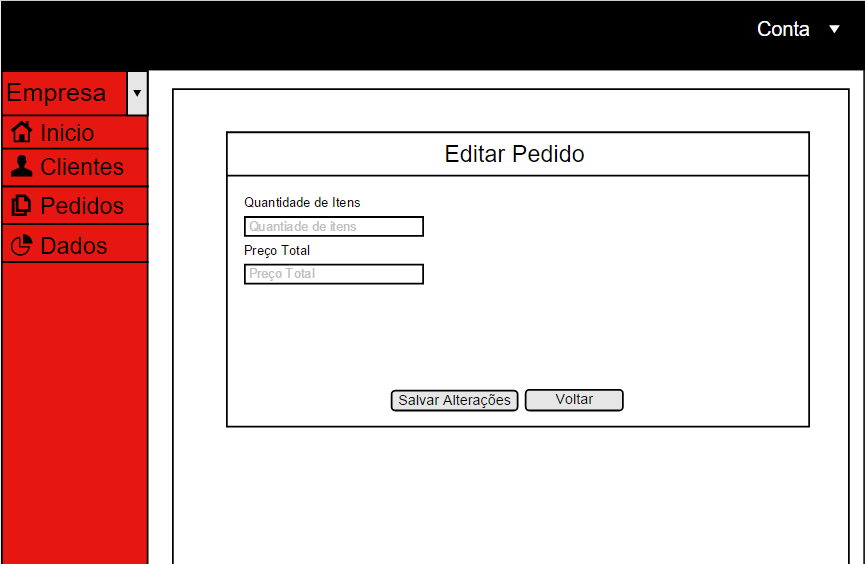 Conta
Empresa
Inicio
Clientes
Pedidos
Dados
Editar Pedido
Quantidade de Itens
Quantiade de itens
Preço Total
Preço Total
Salvar Alterações
Voltar